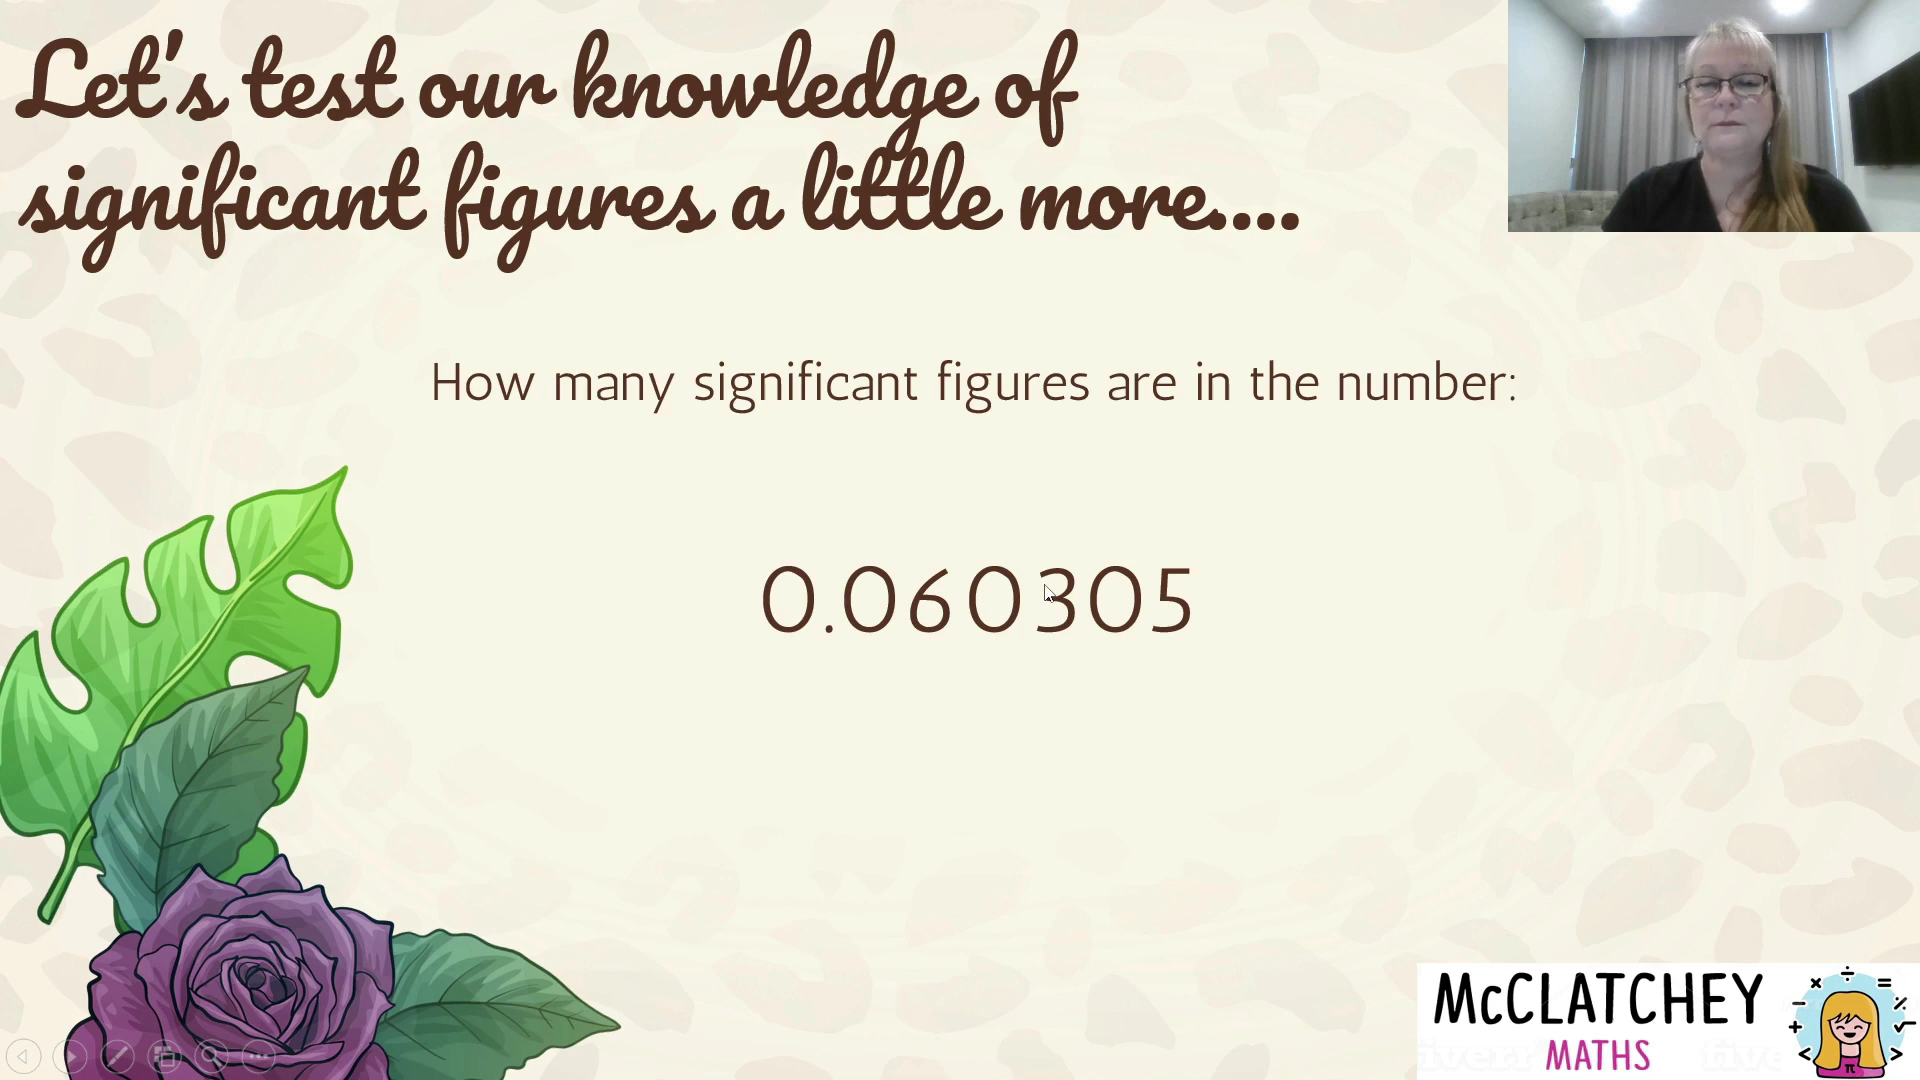 Let's test our knowledge of
significant figures a little more....
How many significant figures are in the number:
0.060305
McCLATCHEY
MATHS
fiverr